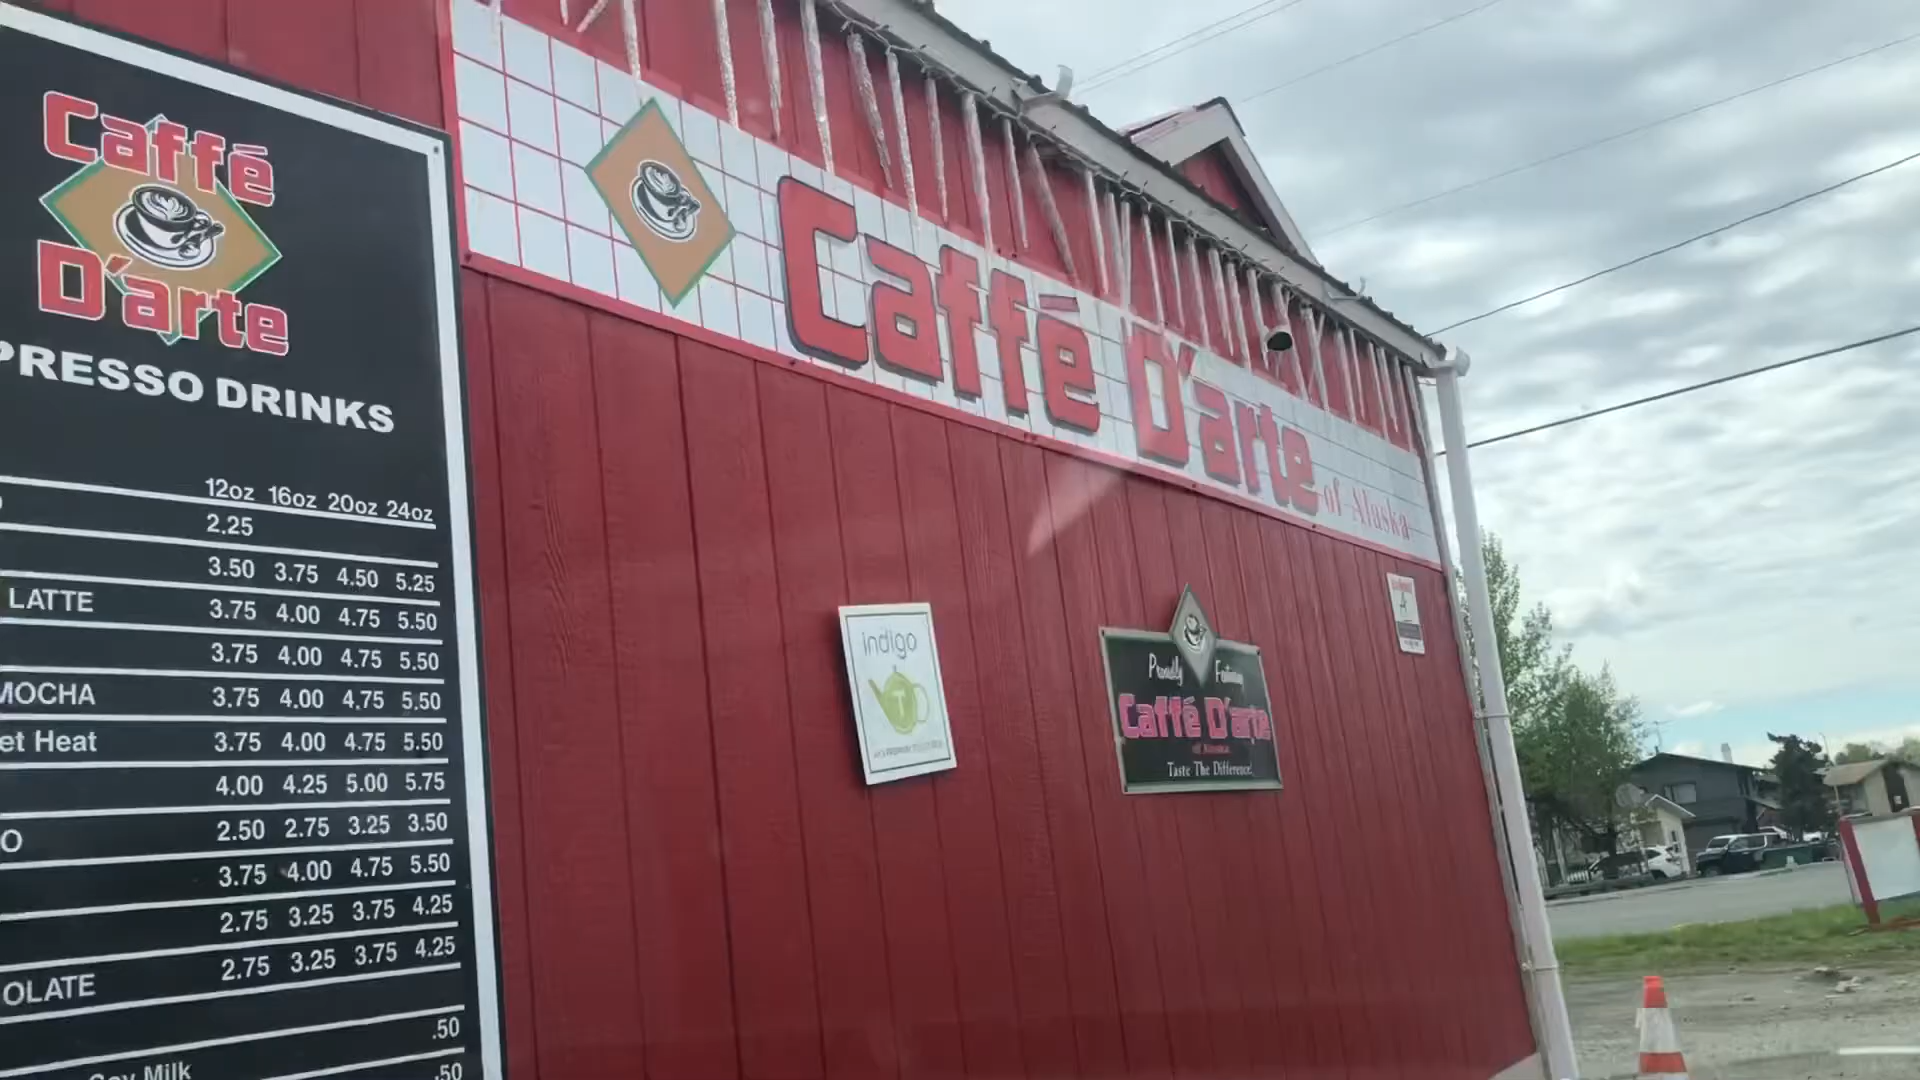 Caffé
D'arte
PRESSO DRINKS
12oz 16oz 20oz 24oz
2.25
3.50 3.75 4.50 5.25
LATTE 3.75 4.00 4.75 5.50
3.75 4.00 4.75 5.50
MOCHA 3.75 4.00 4.75 5.50
et Heat 3.75 4.00 4.75 5.50
4.00 4.25 5.00 5.75
O 2.50 2.75 3.25 3.50
3.75 4.00 4.75 5.50
2.75 3.25 3.75 4.25
OLATE 2.75 3.25 3.75 4.25
.50
Soy Milk .50
Caffé D'arte of Alaska
indigo
T
Proudly Featuring
Caffé D'arte
of Alaska
Taste The Difference!